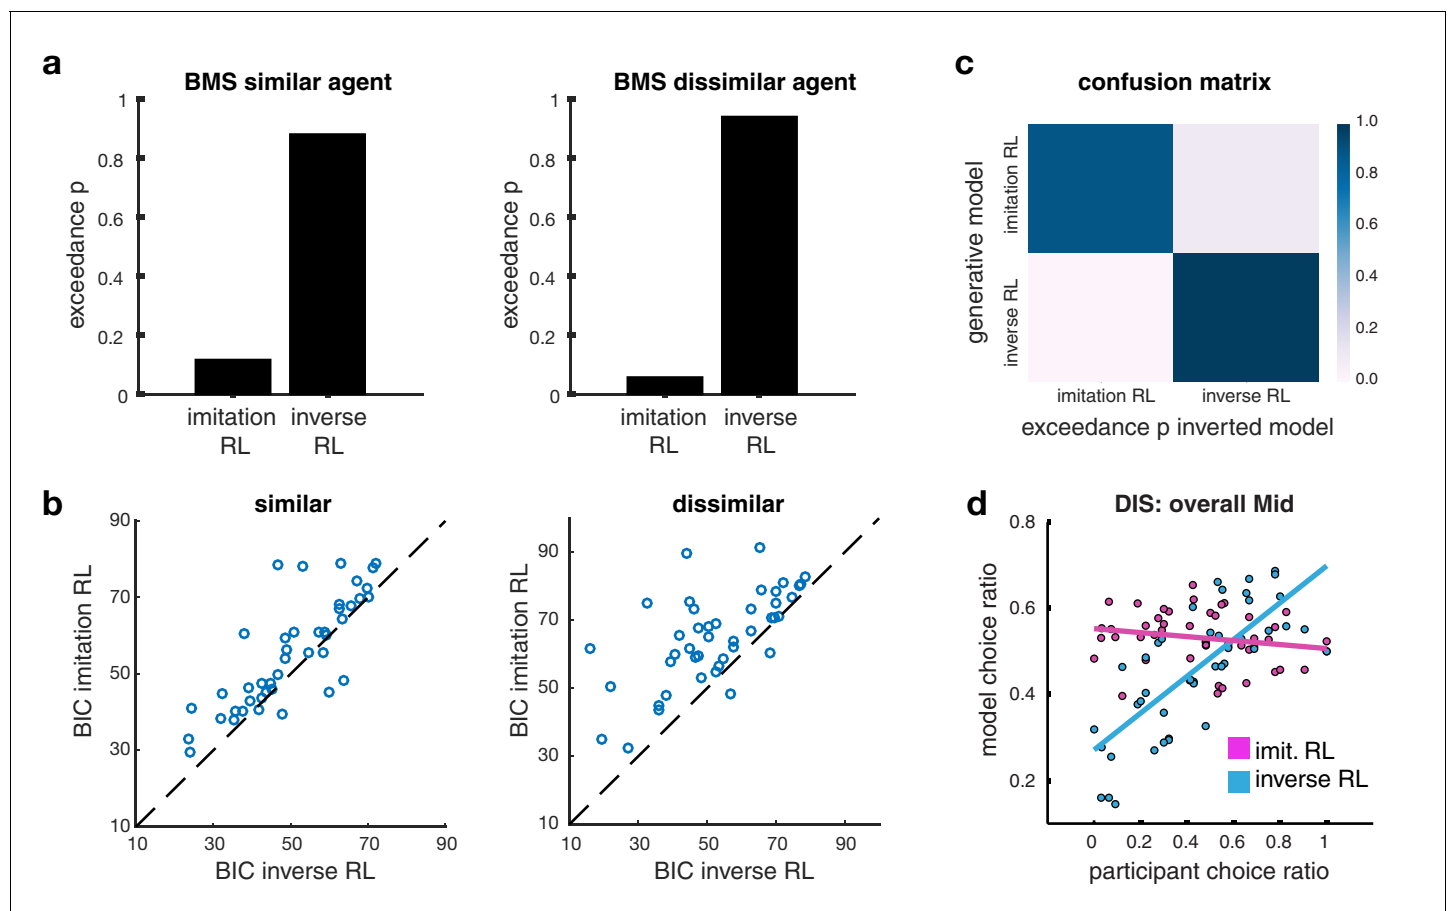 a
BMS similar agent
1
0.8
0.6
0.4
0.2
0
exceedance p
imitation
RL
inverse
RL
BMS dissimilar agent
1
0.8
0.6
0.4
0.2
0
exceedance p
imitation
RL
inverse
RL
c
confusion matrix
generative model
imitation RL
inverse RL
1.0
0.8
0.6
0.4
0.2
0.0
imitation RL
inverse RL
exceedance p inverted model
b
similar
90
70
50
30
10
BIC imitation RL
10 30 50 70 90
BIC inverse RL
dissimilar
90
70
50
30
10
BIC imitation RL
10 30 50 70 90
BIC inverse RL
d
DIS: overall Mid
0.8
0.6
0.4
0.2
model choice ratio
imit. RL
inverse RL
0 0.2 0.4 0.6 0.8 1
participant choice ratio